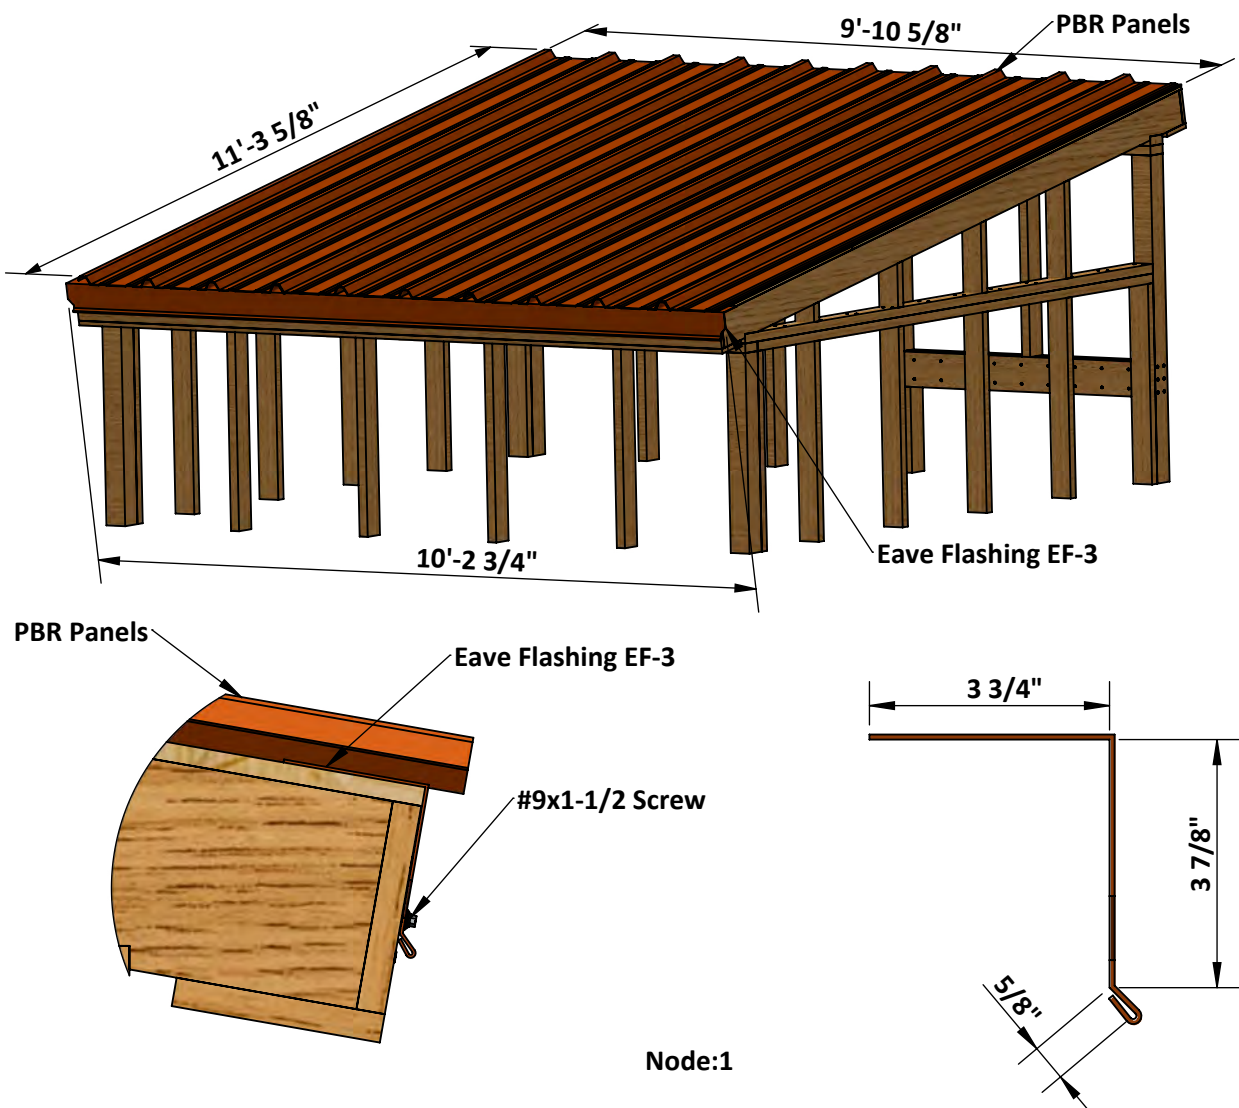 9'-10 5/8"
PBR Panels
11'-3 5/8"
Eave Flashing EF-3
10'-2 3/4"
PBR Panels
Eave Flashing EF-3
3 3/4"
#9x1-1/2 Screw
3 7/8"
5/8"
Node:1